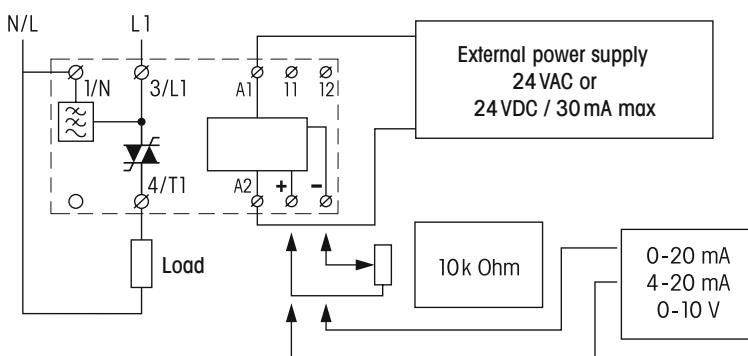 N/L
L1
1/N
3/L1
A1
11
12
External power supply
24 VAC or
24 VDC / 30 mA max
4/T1
A2
+
-
Load
10k Ohm
0-20 mA
4-20 mA
0-10 V